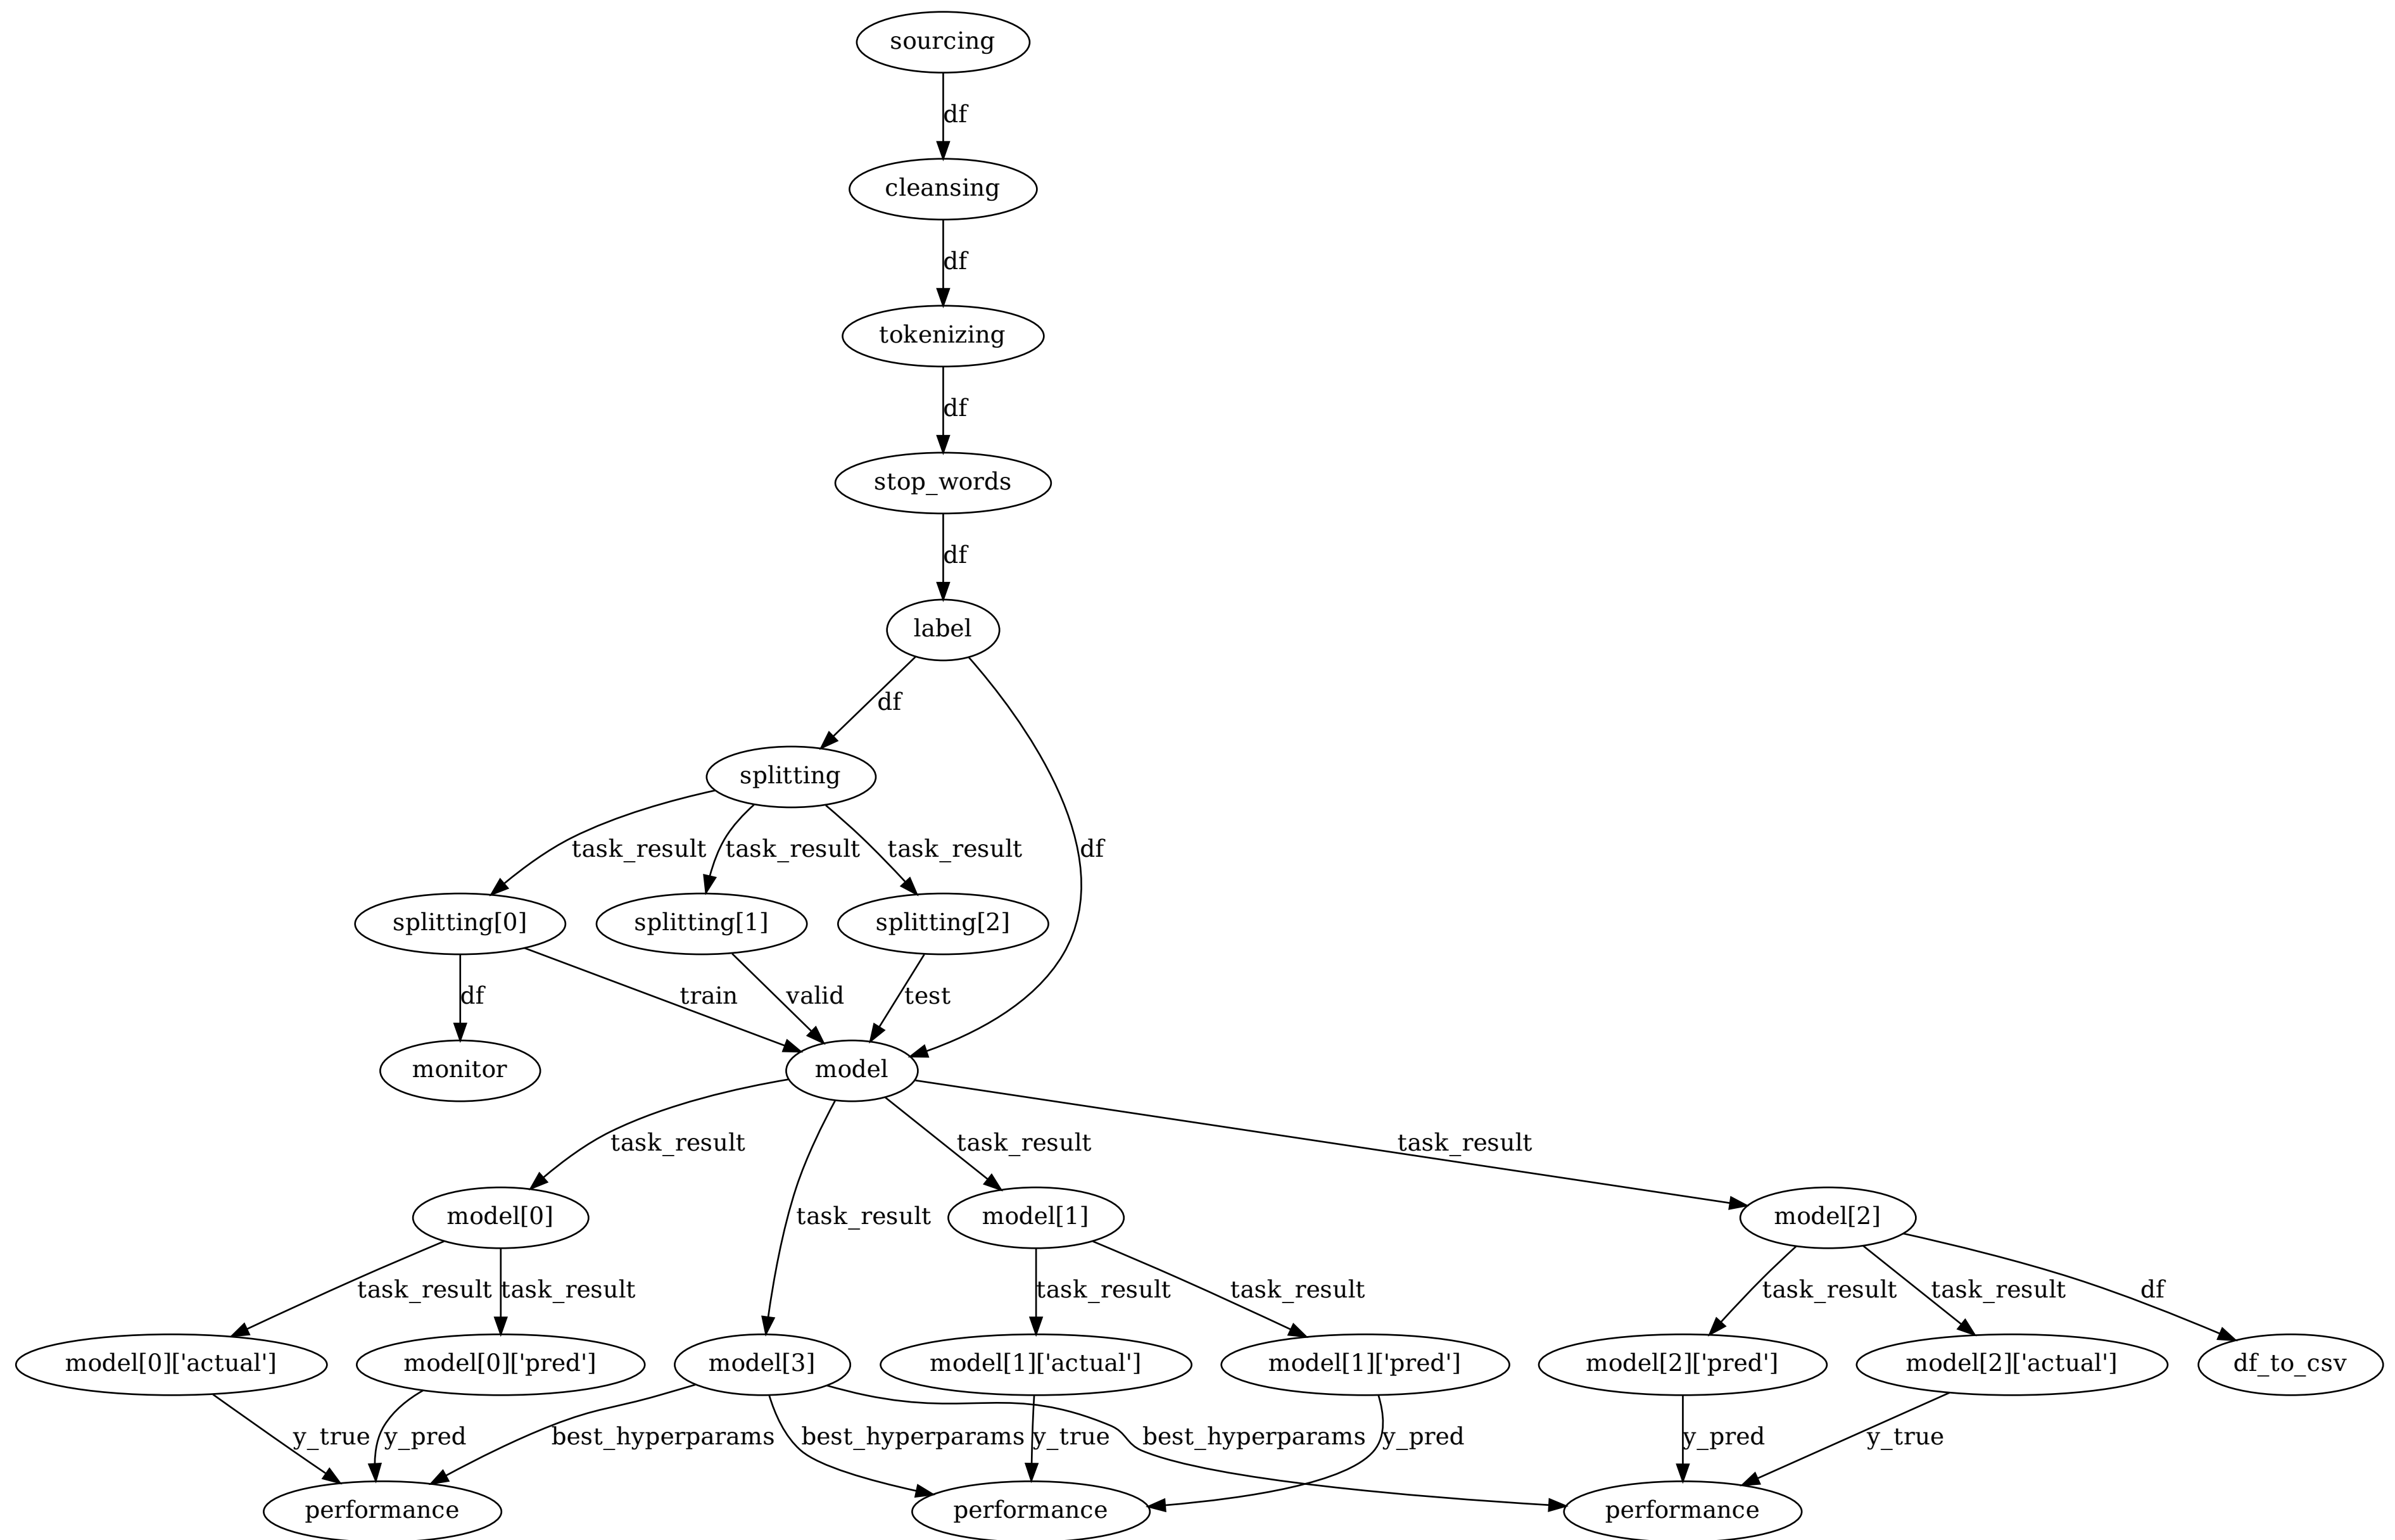 sourcing
df
cleansing
df
tokenizing
df
stop_words
df
label
df
splitting
task_result
task_result
task_result
df
splitting[0]
splitting[1]
splitting[2]
df
train
valid
test
monitor
model
task_result
task_result
task_result
model[0]
task_result
model[1]
model[2]
task_result
task_result
task_result
task_result
task_result
task_result
df
model[0]['actual']
model[0]['pred']
model[3]
model[1]['actual']
model[1]['pred']
model[2]['pred']
model[2]['actual']
df_to_csv
y_true
y_pred
best_hyperparams
best_hyperparams
y_true
best_hyperparams
y_pred
y_pred
y_true
performance
performance
performance